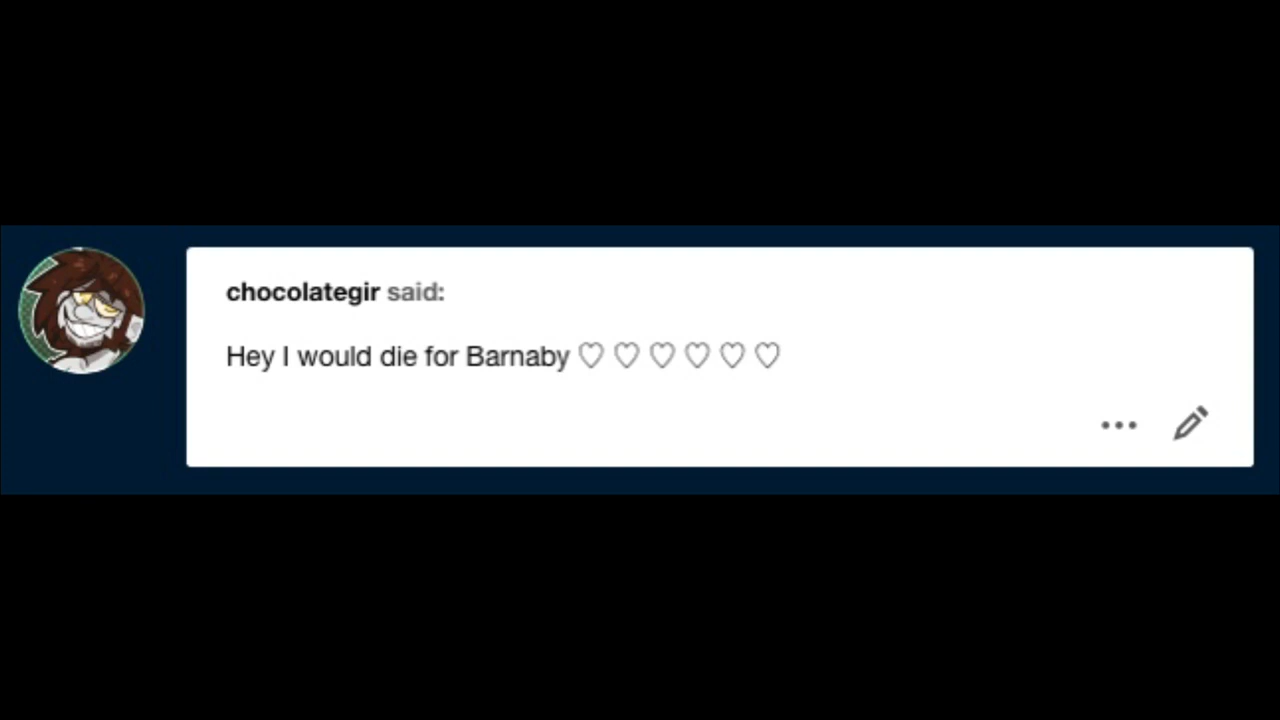 chocolategir said:
Hey I would die for Barnaby ♡ ♡ ♡ ♡ ♡ ♡